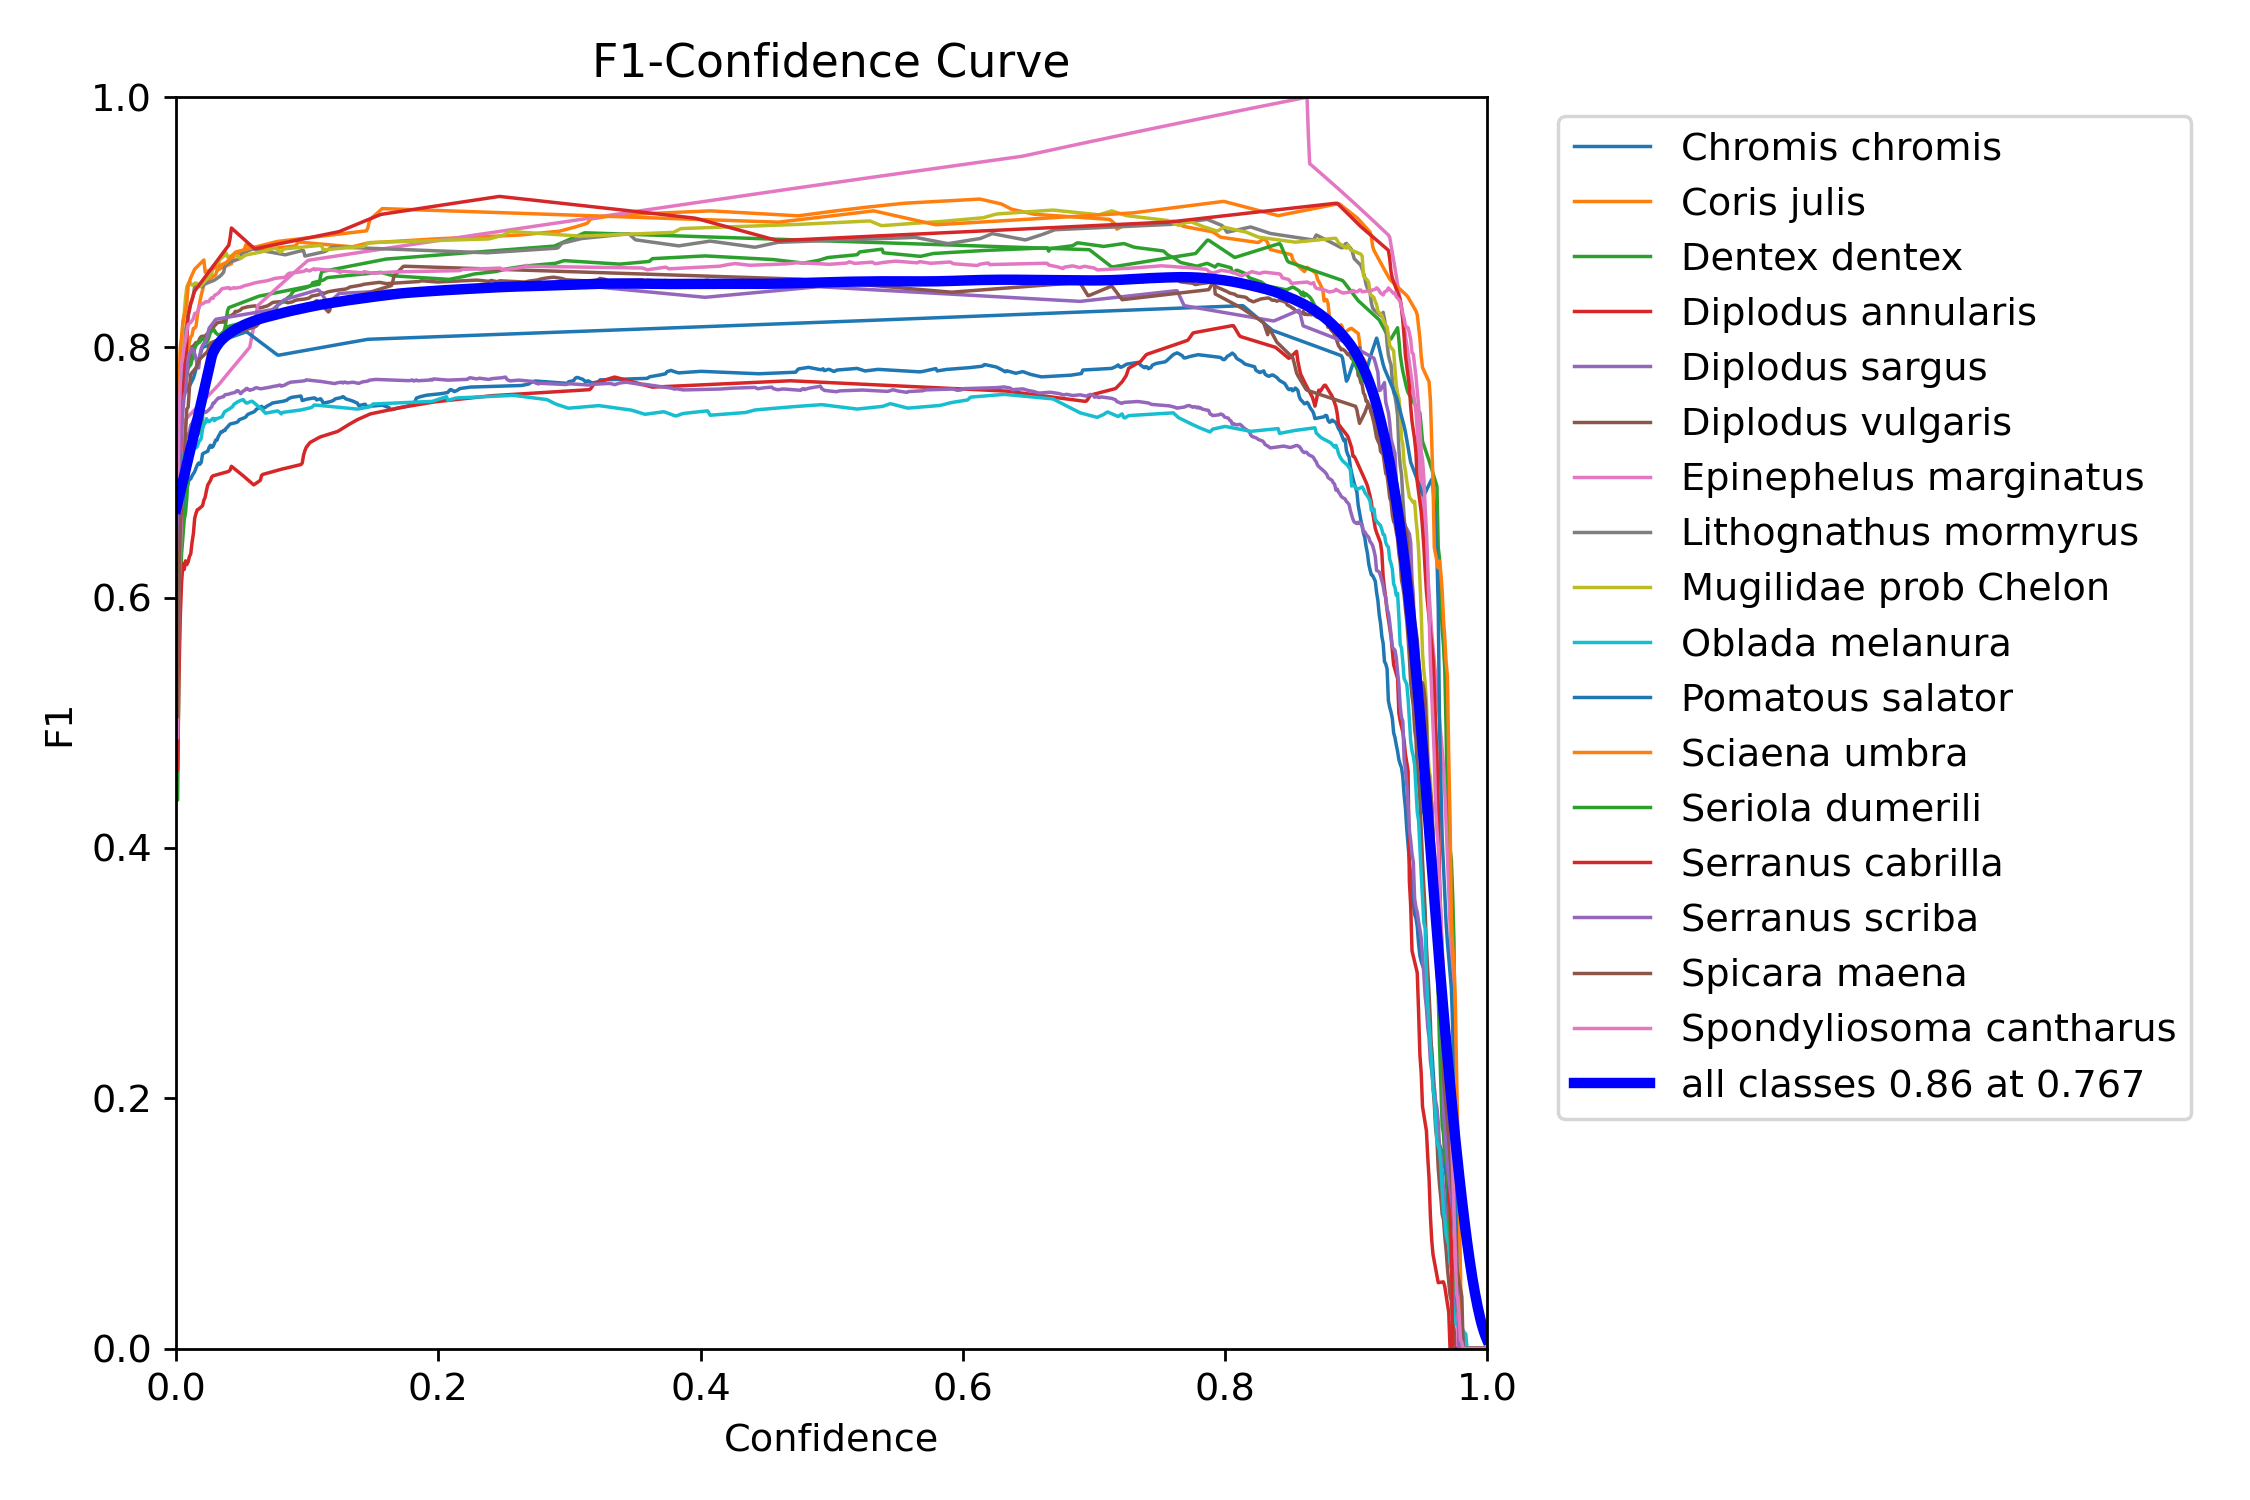 F1-Confidence Curve
1.0
0.8
0.6
0.4
0.2
0.0
F1
0.0 0.2 0.4 0.6 0.8 1.0
Confidence
Chromis chromis
Coris julis
Dentex dentex
Diplodus annularis
Diplodus sargus
Diplodus vulgaris
Epinephelus marginatus
Lithognathus mormyrus
Mugilidae prob Chelon
Oblada melanura
Pomatous salator
Sciaena umbra
Seriola dumerili
Serranus cabrilla
Serranus scriba
Spicara maena
Spondyliosoma cantharus
all classes 0.86 at 0.767